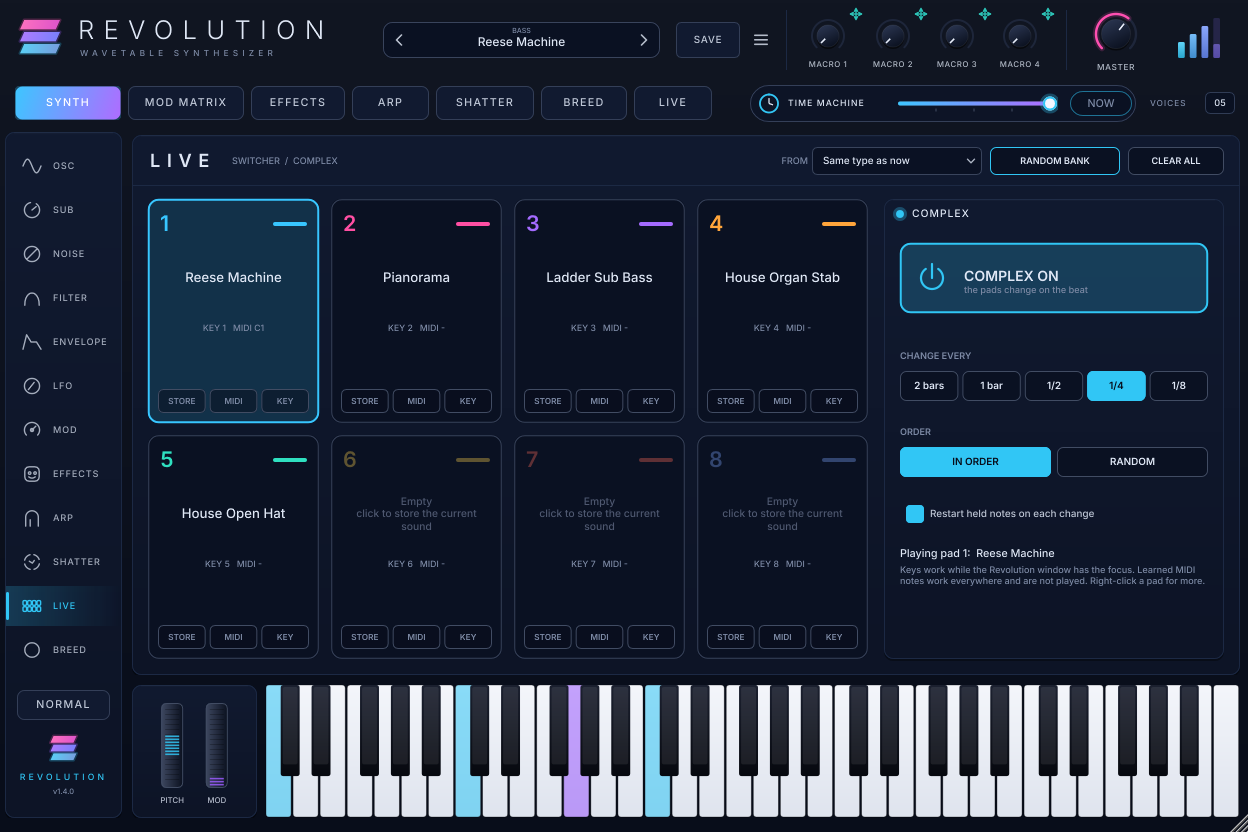 REVOLUTION
WAVETABLE SYNTHESIZER
BASS
Reese Machine
SAVE
MACRO 1
MACRO 2
MACRO 3
MACRO 4
MASTER
SYNTH
MOD MATRIX
EFFECTS
ARP
SHATTER
BREED
LIVE
TIME MACHINE
NOW
VOICES
05
OSC
SUB
NOISE
FILTER
ENVELOPE
LFO
MOD
EFFECTS
ARP
SHATTER
LIVE
BREED
NORMAL
REVOLUTION
v1.4.0
LIVE
SWITCHER / COMPLEX
FROM
Same type as now
RANDOM BANK
CLEAR ALL
1
Reese Machine
KEY 1 MIDI C1
STORE MIDI KEY
2
Pianorama
KEY 2 MIDI -
STORE MIDI KEY
3
Ladder Sub Bass
KEY 3 MIDI -
STORE MIDI KEY
4
House Organ Stab
KEY 4 MIDI -
STORE MIDI KEY
5
House Open Hat
KEY 5 MIDI -
STORE MIDI KEY
6
Empty
click to store the current
sound
KEY 6 MIDI -
STORE MIDI KEY
7
Empty
click to store the current
sound
KEY 7 MIDI -
STORE MIDI KEY
8
Empty
click to store the current
sound
KEY 8 MIDI -
STORE MIDI KEY
COMPLEX
COMPLEX ON
the pads change on the beat
CHANGE EVERY
2 bars 1 bar 1/2 1/4 1/8
ORDER
IN ORDER RANDOM
Restart held notes on each change
Playing pad 1: Reese Machine
Keys work while the Revolution window has the focus. Learned MIDI
notes work everywhere and are not played. Right-click a pad for more.
PITCH
MOD